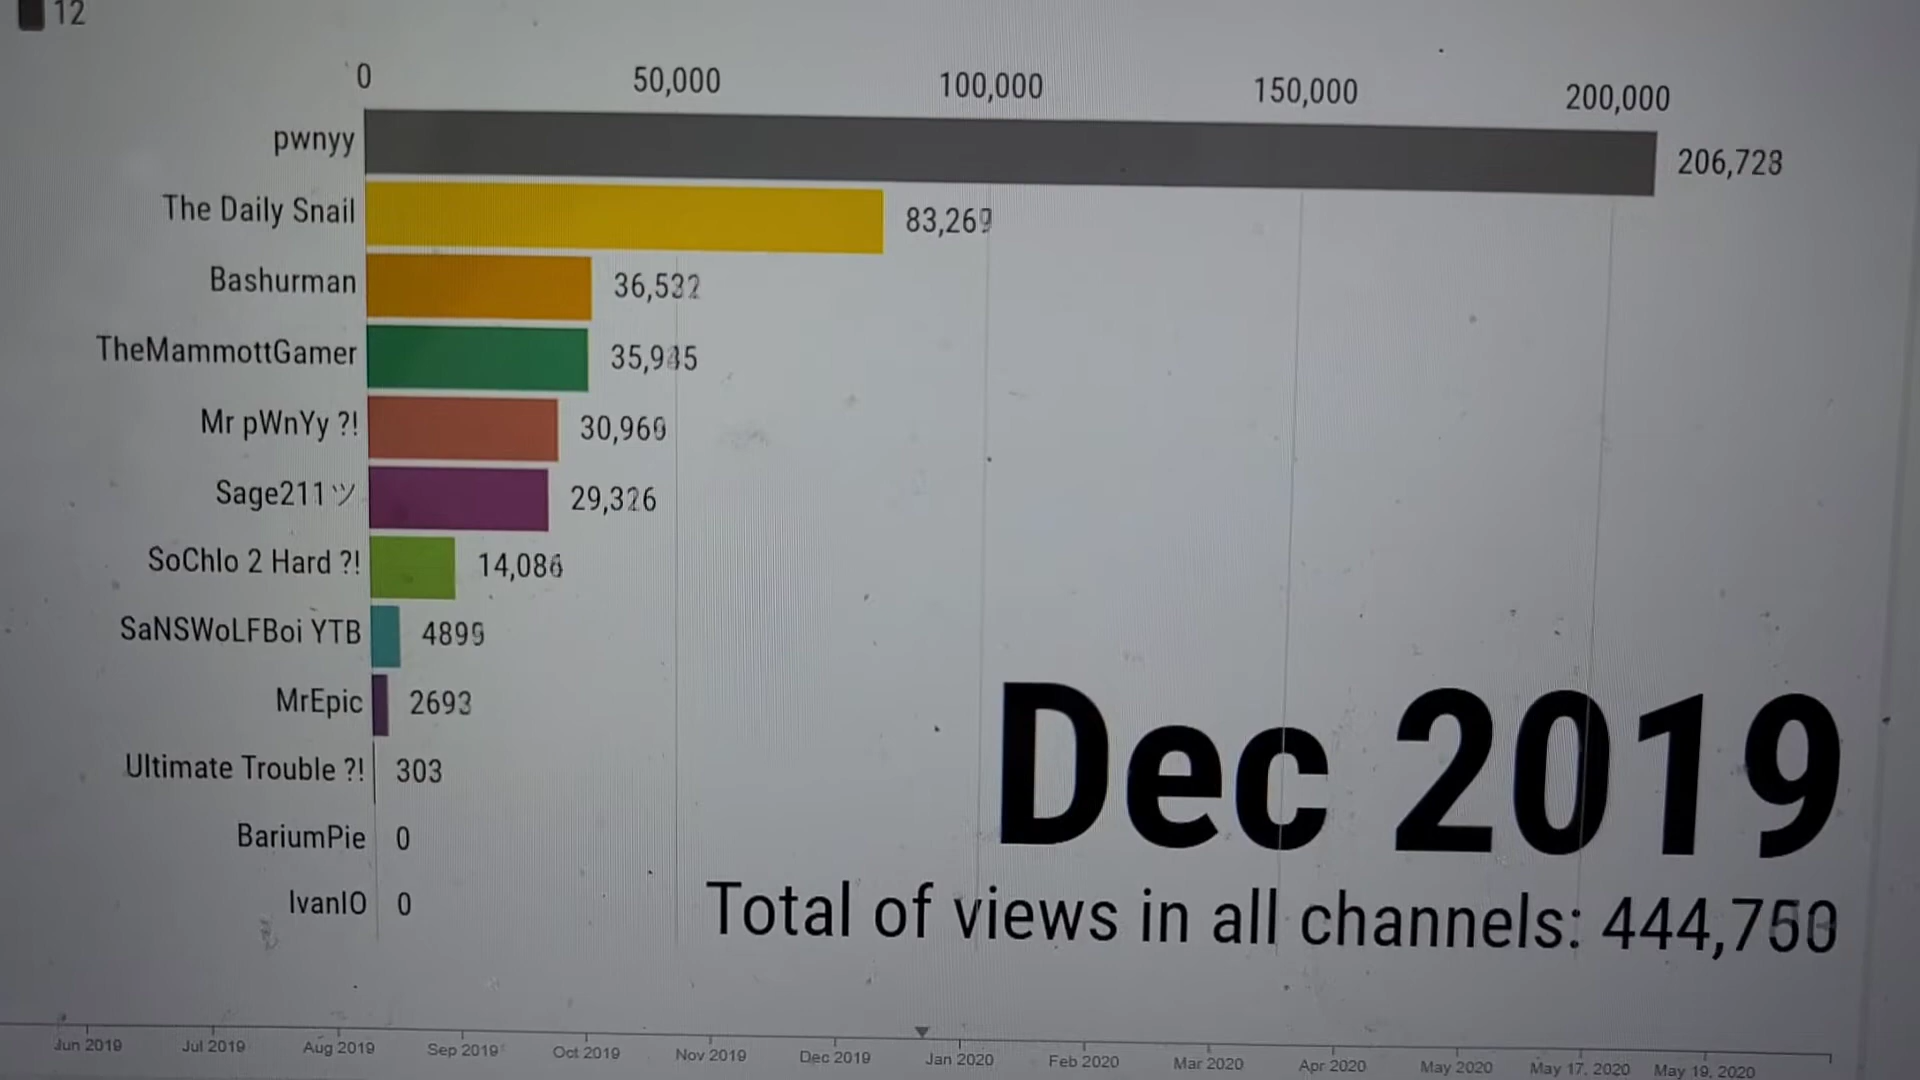 12
0 50,000 100,000 150,000 200,000
pwnyy 206,728
The Daily Snail 83,269
Bashurman 36,532
TheMammottGamer
Mr pWnYy ?! 30,960
Sage211ツ 29,326
SoChlo 2 Hard ?! 14,086
SaNSWoLFBoi YTB 4899
MrEpic 2693
Ultimate Trouble ?! 303
BariumPie 0
IvanIO 0
Dec 2019
Total of views in all channels: 444,750
Jun 2019 Jul 2019 Aug 2019 Sep 2019 Oct 2019 Nov 2019 Dec 2019 Jan 2020 Feb 2020 Mar 2020 Apr 2020 May 2020 May 17, 2020 May 19, 2020